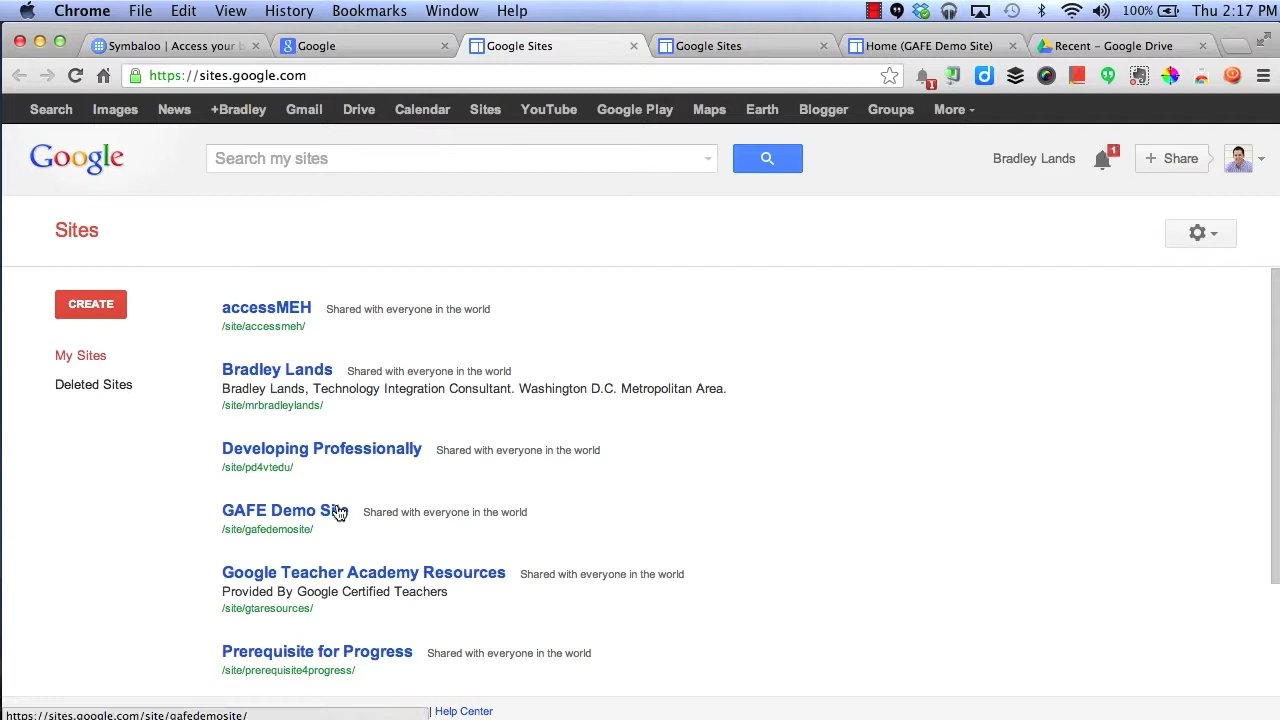 Chrome File Edit View History Bookmarks Window Help 100% Thu 2:17 PM
Symbaloo | Access your b Google Google Sites Google Sites Home (GAFE Demo Site) Recent - Google Drive
https://sites.google.com 1
Search Images News +Bradley Gmail Drive Calendar Sites YouTube Google Play Maps Earth Blogger Groups More
Google Search my sites Bradley Lands 1 + Share
Sites
CREATE
My Sites
Deleted Sites
accessMEH Shared with everyone in the world
/site/accessmeh/
Bradley Lands Shared with everyone in the world
Bradley Lands, Technology Integration Consultant. Washington D.C. Metropolitan Area.
/site/mrbradleylands/
Developing Professionally Shared with everyone in the world
/site/pd4vtedu/
GAFE Demo Site Shared with everyone in the world
/site/gafedemosite/
Google Teacher Academy Resources Shared with everyone in the world
Provided By Google Certified Teachers
/site/gtaresources/
Prerequisite for Progress Shared with everyone in the world
/site/prerequisite4progress/
https://sites.google.com/site/gafedemosite/ | Help Center